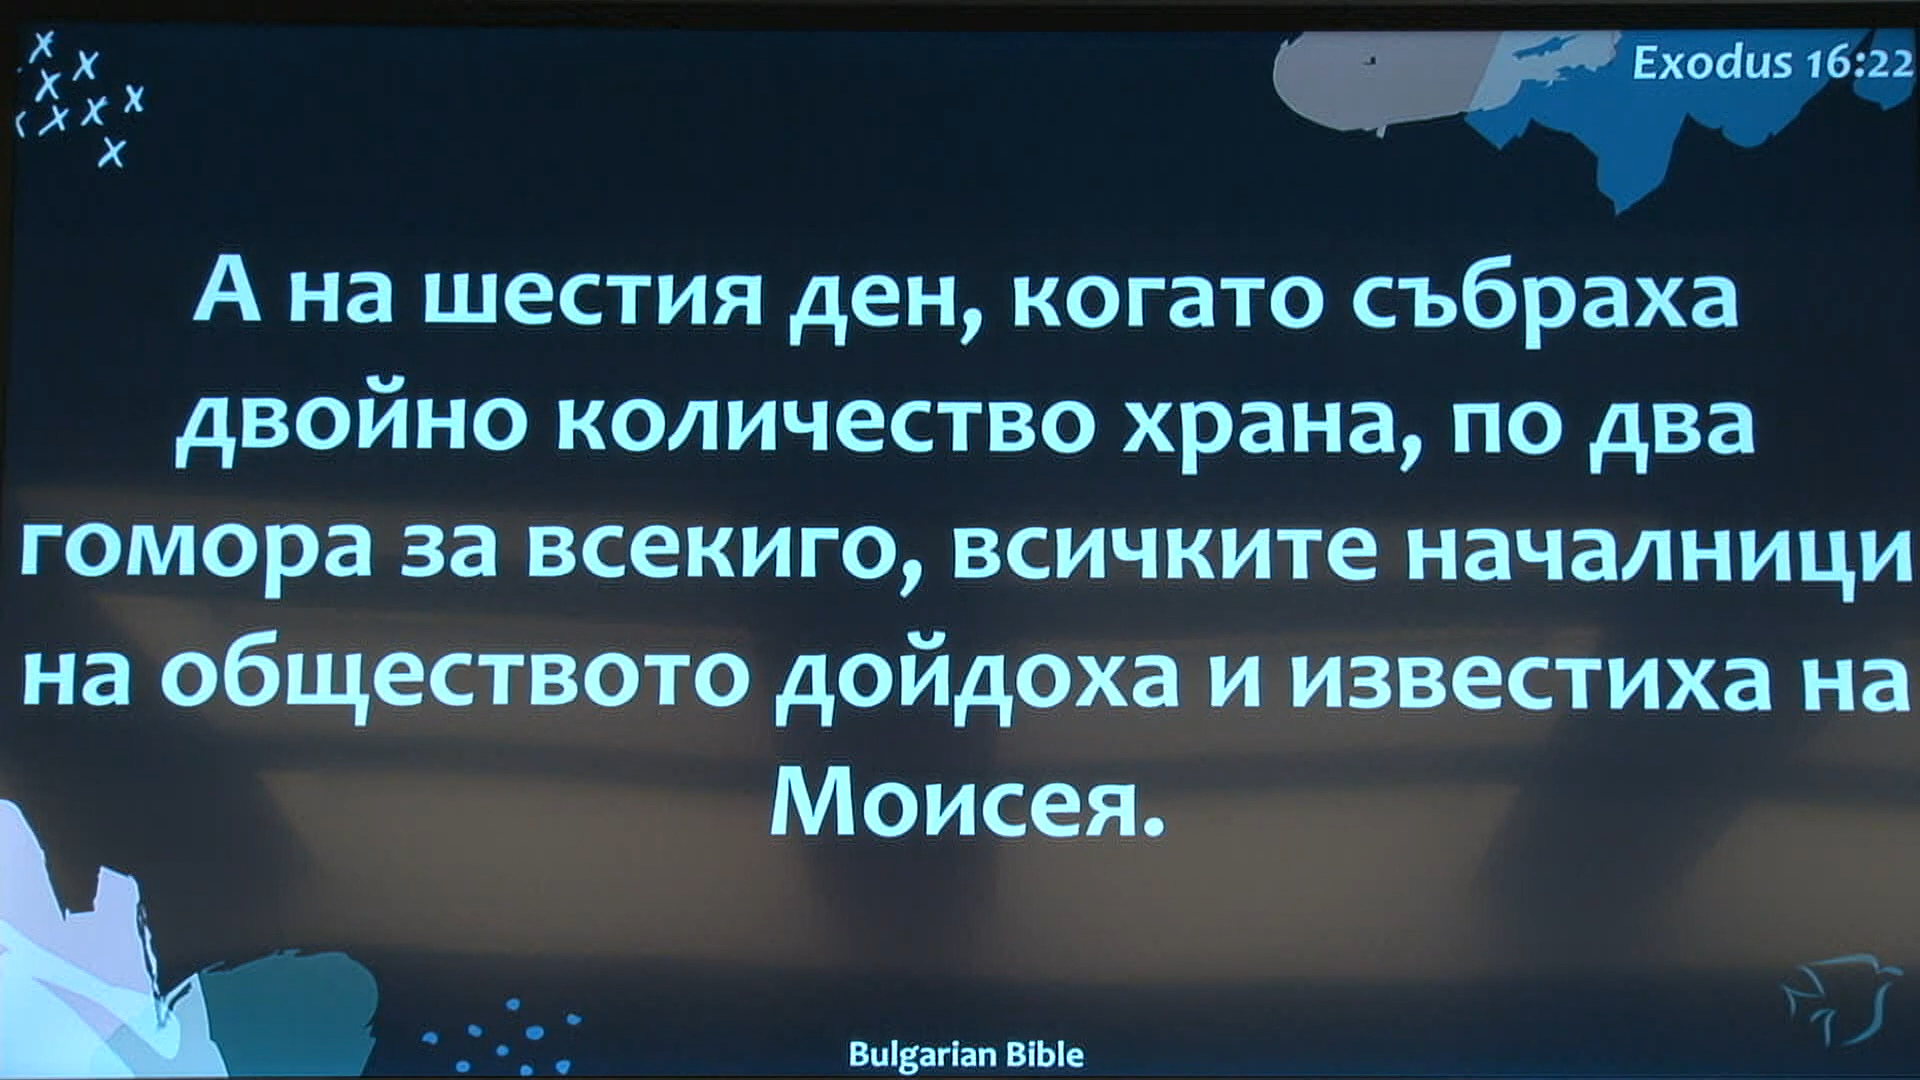 Exodus 16:22
А на шестия ден, когато събраха
двойно количество храна, по два
гомора за всекиго, всичките началници
на обществото дойдоха и известиха на
Моисея.
Bulgarian Bible